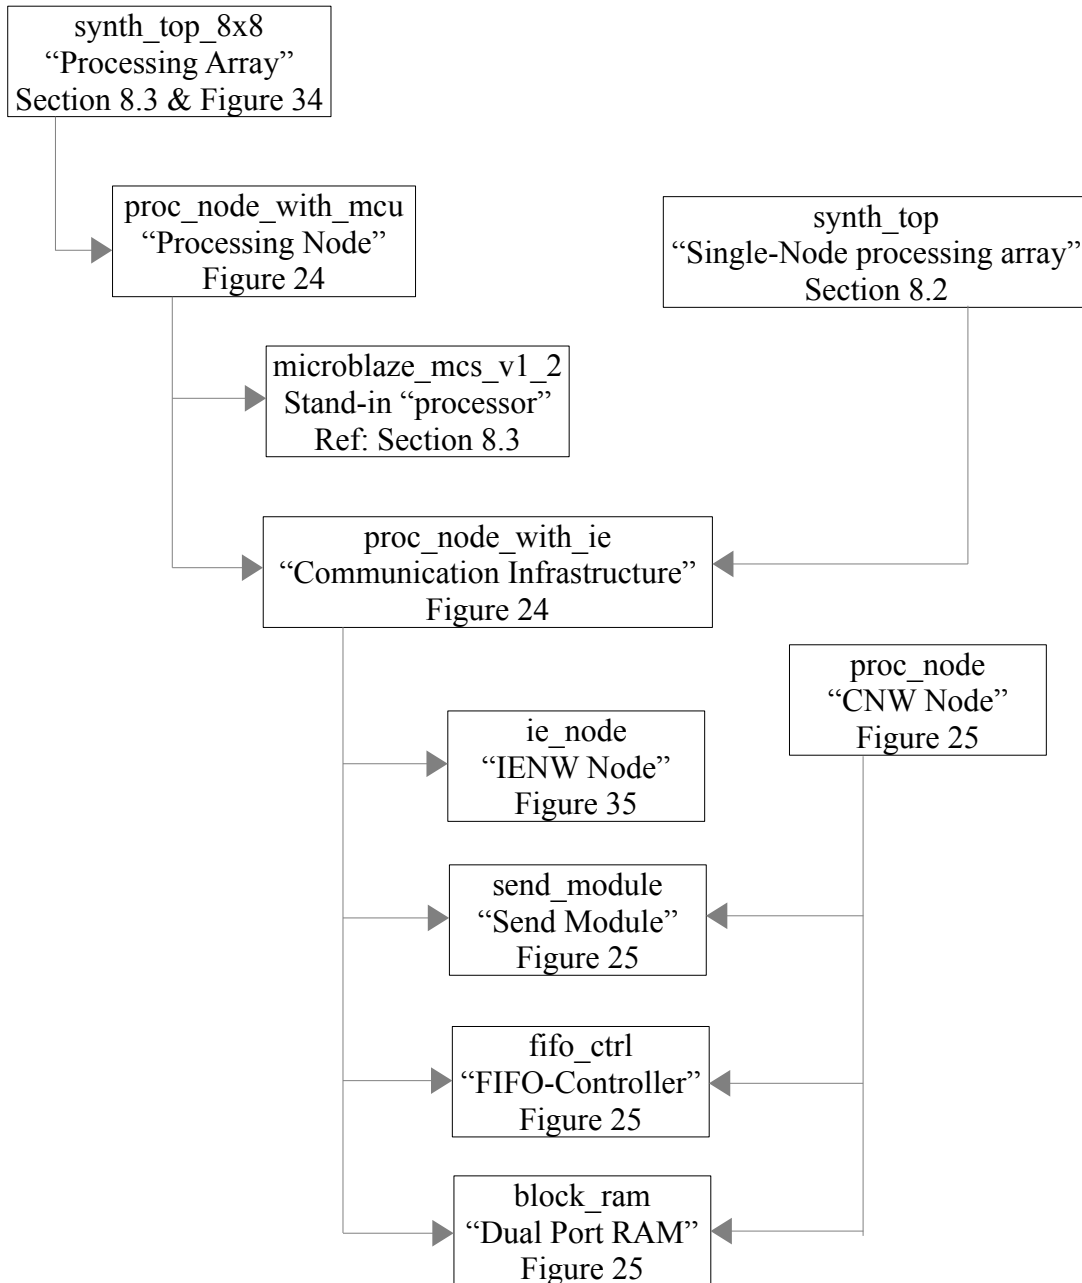 synth_top_8x8
“Processing Array”
Section 8.3 & Figure 34
proc_node_with_mcu
“Processing Node”
Figure 24
synth_top
“Single-Node processing array”
Section 8.2
microblaze_mcs_v1_2
Stand-in “processor”
Ref: Section 8.3
proc_node_with_ie
“Communication Infrastructure”
Figure 24
proc_node
“CNW Node”
Figure 25
ie_node
“IENW Node”
Figure 35
send_module
“Send Module”
Figure 25
fifo_ctrl
“FIFO-Controller”
Figure 25
block_ram
“Dual Port RAM”
Figure 25